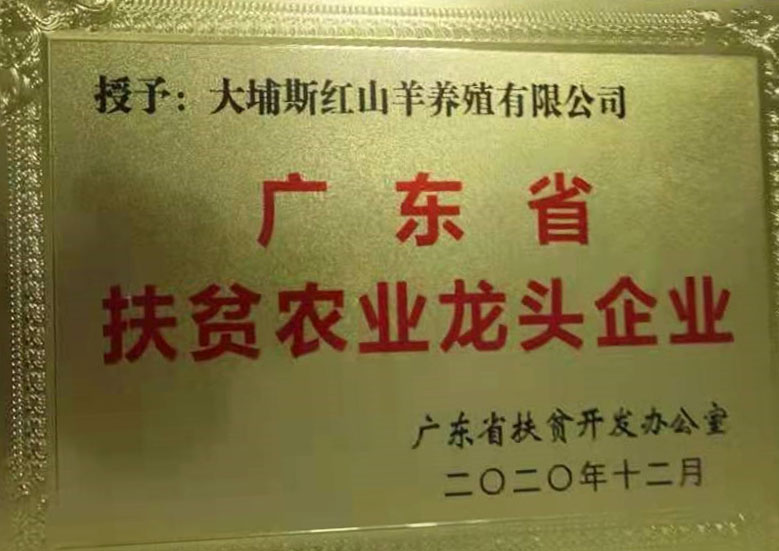 授予：大埔斯红山羊养殖有限公司
广东省
扶贫农业龙头企业
广东省扶贫开发办公室
二〇二〇年十二月